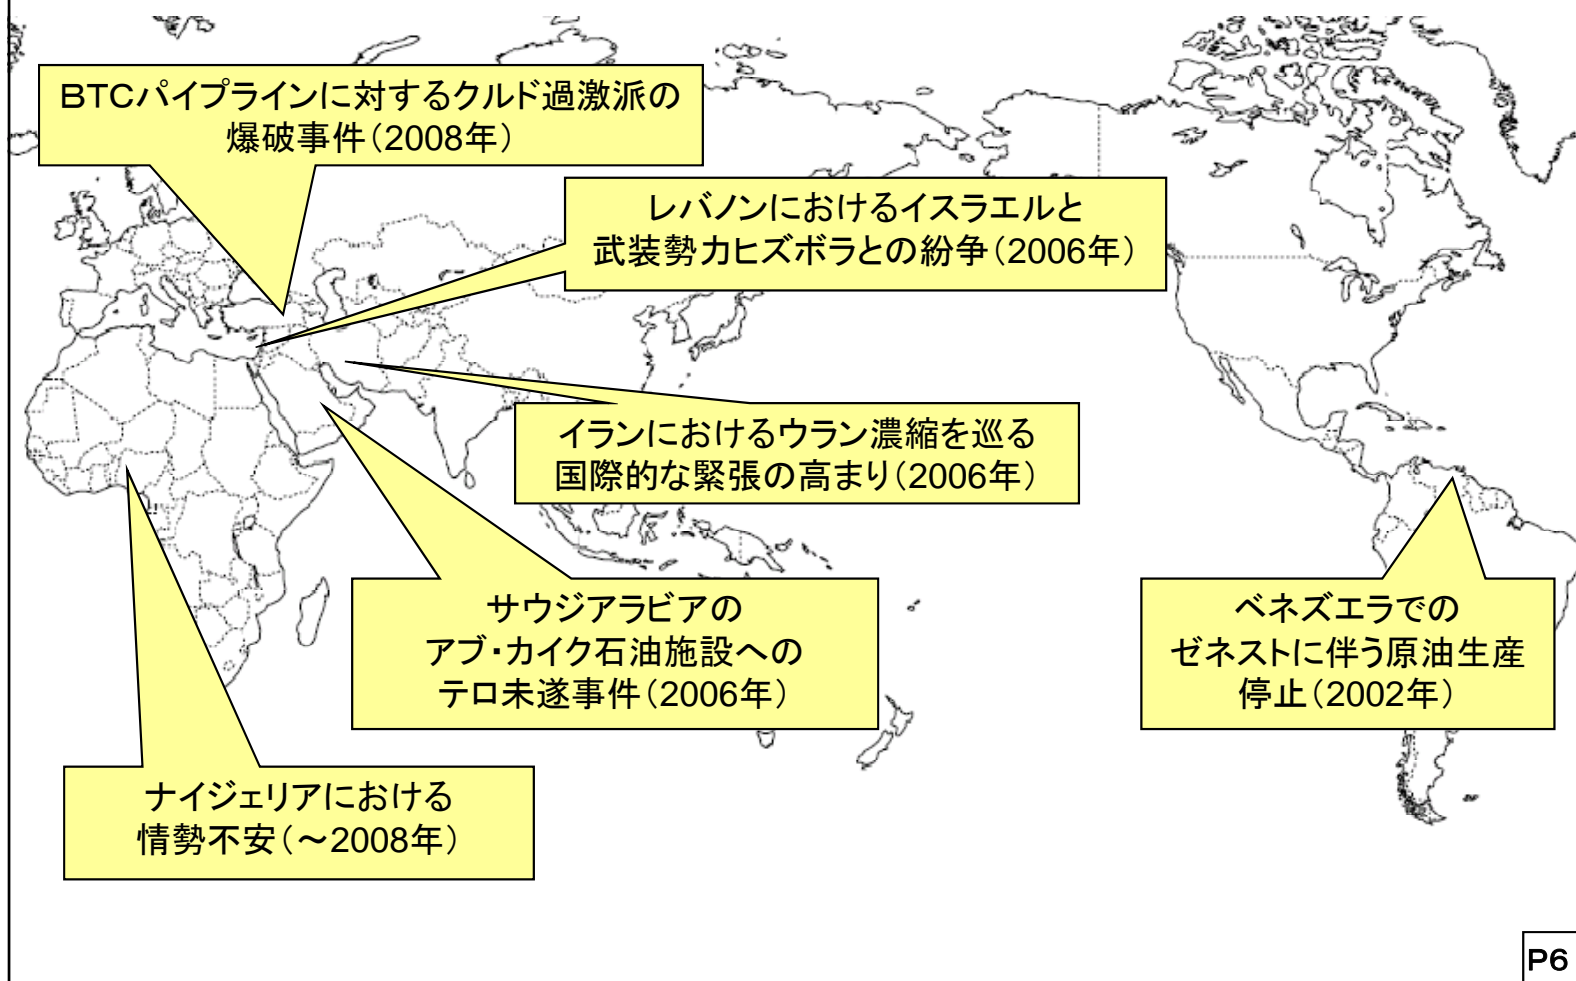 BTCパイプラインに対するクルド過激派の
爆破事件(2008年)
レバノンにおけるイスラエルと
武装勢力ヒズボラとの紛争(2006年)
イランにおけるウラン濃縮を巡る
国際的な緊張の高まり(2006年)
サウジアラビアの
アブ・カイク石油施設への
テロ未遂事件(2006年)
ベネズエラでの
ゼネストに伴う原油生産
停止(2002年)
ナイジェリアにおける
情勢不安(～2008年)
P6